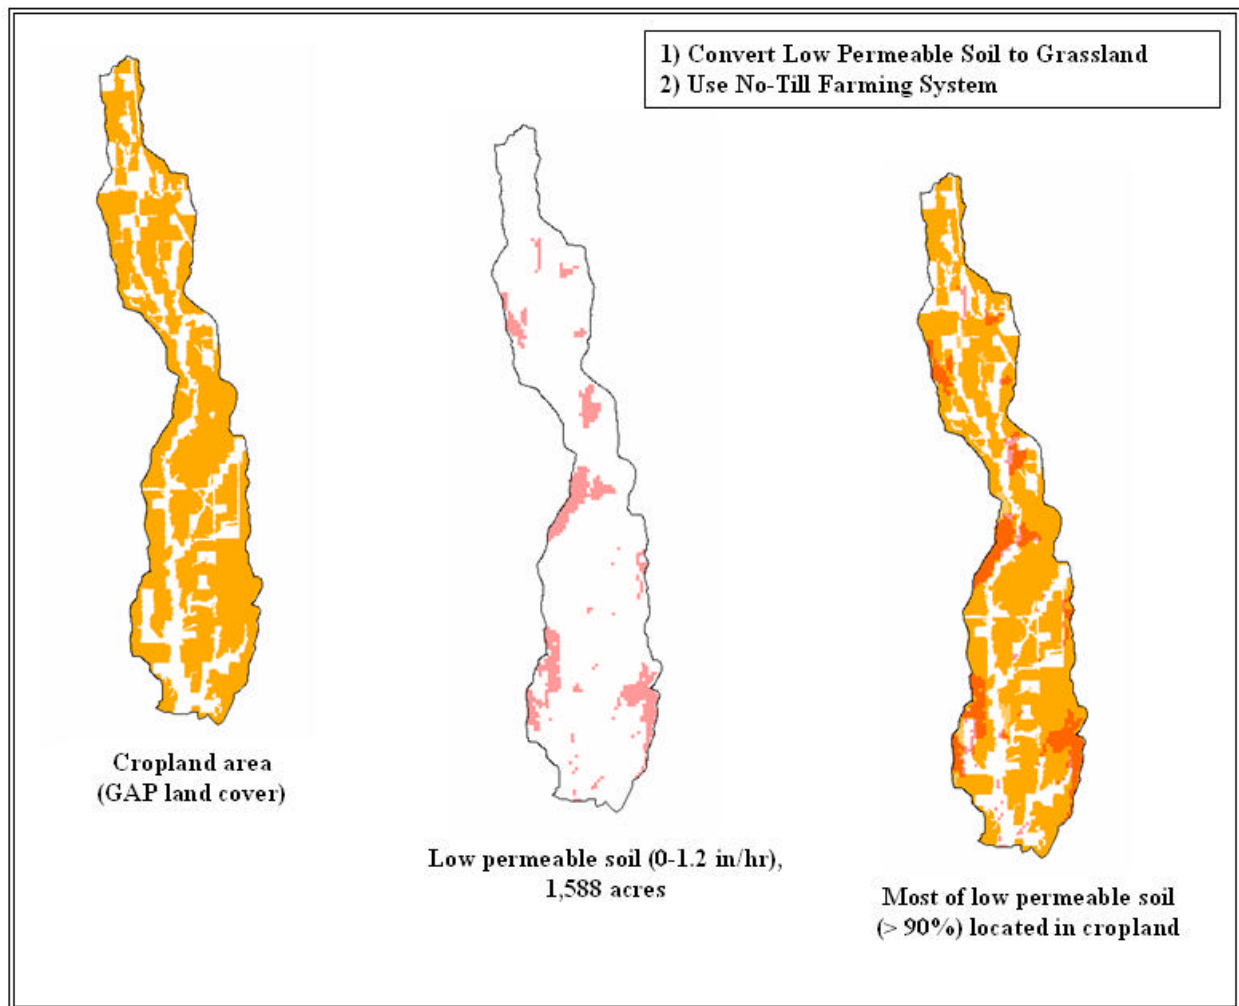 1) Convert Low Permeable Soil to Grassland
2) Use No-Till Farming System
Cropland area
(GAP land cover)
Low permeable soil (0-1.2 in/hr),
1,588 acres
Most of low permeable soil
(> 90%) located in cropland